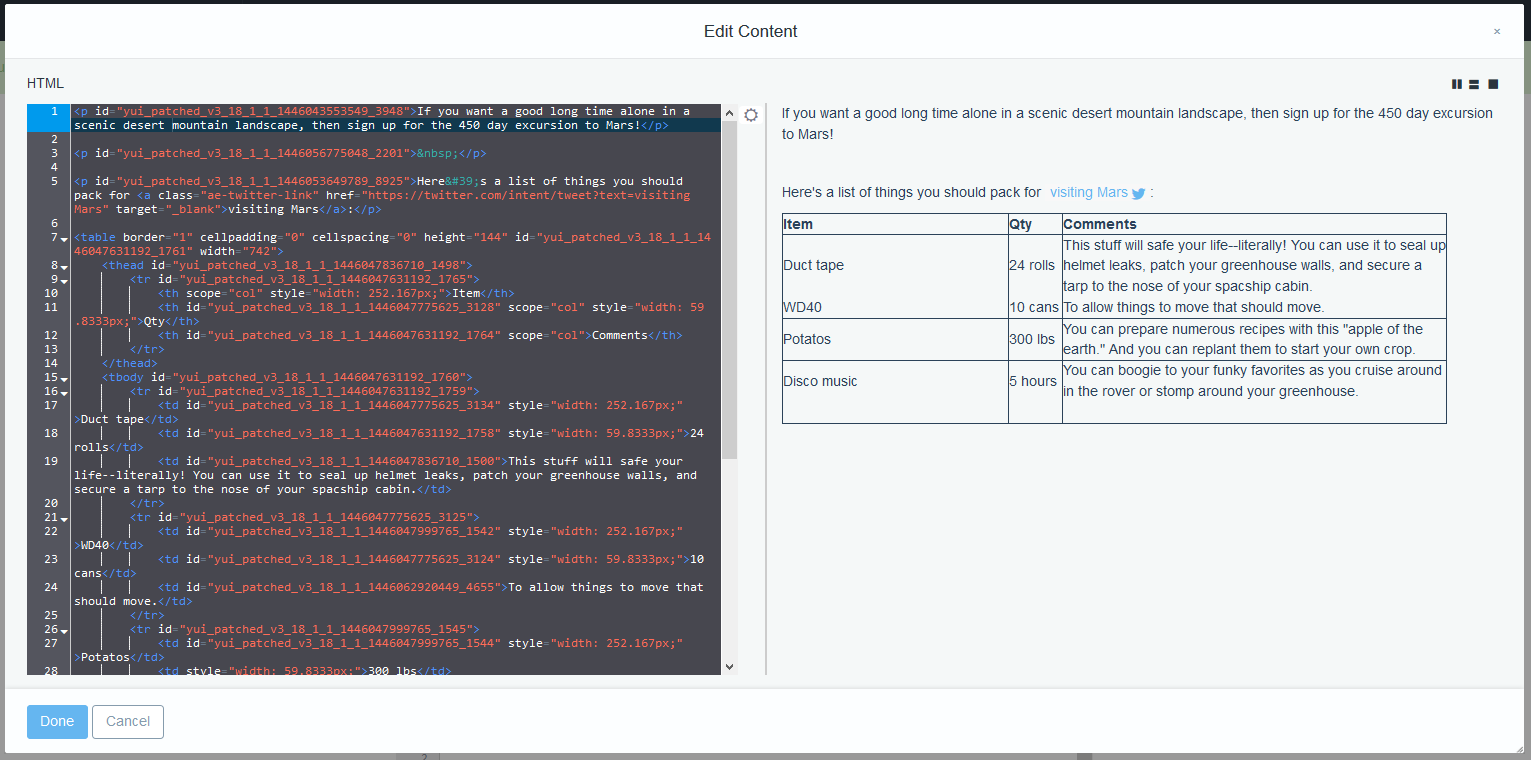 Edit Content
×
HTML
1 <p id="yui_patched_v3_18_1_1_1446043553549_3948">If you want a good long time alone in a
scenic desert mountain landscape, then sign up for the 450 day excursion to Mars!</p>
2
3 <p id="yui_patched_v3_18_1_1_1446056775048_2201">&nbsp;</p>
4
5 <p id="yui_patched_v3_18_1_1_1446053649789_8925">Here&#39;s a list of things you should
pack for <a class="ae-twitter-link" href="https://twitter.com/intent/tweet?text=visiting
Mars" target="_blank">visiting Mars</a>:</p>
6
7 <table border="1" cellpadding="0" cellspacing="0" height="144" id="yui_patched_v3_18_1_1_14
46047631192_1761" width="742">
8 <thead id="yui_patched_v3_18_1_1_1446047836710_1498">
9 <tr id="yui_patched_v3_18_1_1_1446047631192_1765">
10 <th scope="col" style="width: 252.167px;">Item</th>
11 <th id="yui_patched_v3_18_1_1_1446047775625_3128" scope="col" style="width: 59
.8333px;">Qty</th>
12 <th id="yui_patched_v3_18_1_1_1446047631192_1764" scope="col">Comments</th>
13 </tr>
14 </thead>
15 <tbody id="yui_patched_v3_18_1_1_1446047631192_1760">
16 <tr id="yui_patched_v3_18_1_1_1446047631192_1759">
17 <td id="yui_patched_v3_18_1_1_1446047775625_3134" style="width: 252.167px;"
>Duct tape</td>
18 <td id="yui_patched_v3_18_1_1_1446047631192_1758" style="width: 59.8333px;">24
rolls</td>
19 <td id="yui_patched_v3_18_1_1_1446047836710_1500">This stuff will safe your
life--literally! You can use it to seal up helmet leaks, patch your greenhouse walls, and
secure a tarp to the nose of your spacship cabin.</td>
20 </tr>
21 <tr id="yui_patched_v3_18_1_1_1446047775625_3125">
22 <td id="yui_patched_v3_18_1_1_1446047999765_1542" style="width: 252.167px;"
>WD40</td>
23 <td id="yui_patched_v3_18_1_1_1446047775625_3124" style="width: 59.8333px;">10
cans</td>
24 <td id="yui_patched_v3_18_1_1_1446062920449_4655">To allow things to move that
should move.</td>
25 </tr>
26 <tr id="yui_patched_v3_18_1_1_1446047999765_1545">
27 <td id="yui_patched_v3_18_1_1_1446047999765_1544" style="width: 252.167px;"
>Potatos</td>
28 <td style="width: 59.8333px;">300 lbs</td>
If you want a good long time alone in a scenic desert mountain landscape, then sign up for the 450 day excursion
to Mars!
Here's a list of things you should pack for visiting Mars :
Item Qty Comments
This stuff will safe your life--literally! You can use it to seal up
Duct tape 24 rolls helmet leaks, patch your greenhouse walls, and secure a
tarp to the nose of your spacship cabin.
WD40 10 cans To allow things to move that should move.
You can prepare numerous recipes with this "apple of the
Potatos 300 lbs
earth." And you can replant them to start your own crop.
You can boogie to your funky favorites as you cruise around
Disco music 5 hours
in the rover or stomp around your greenhouse.
Done Cancel
2